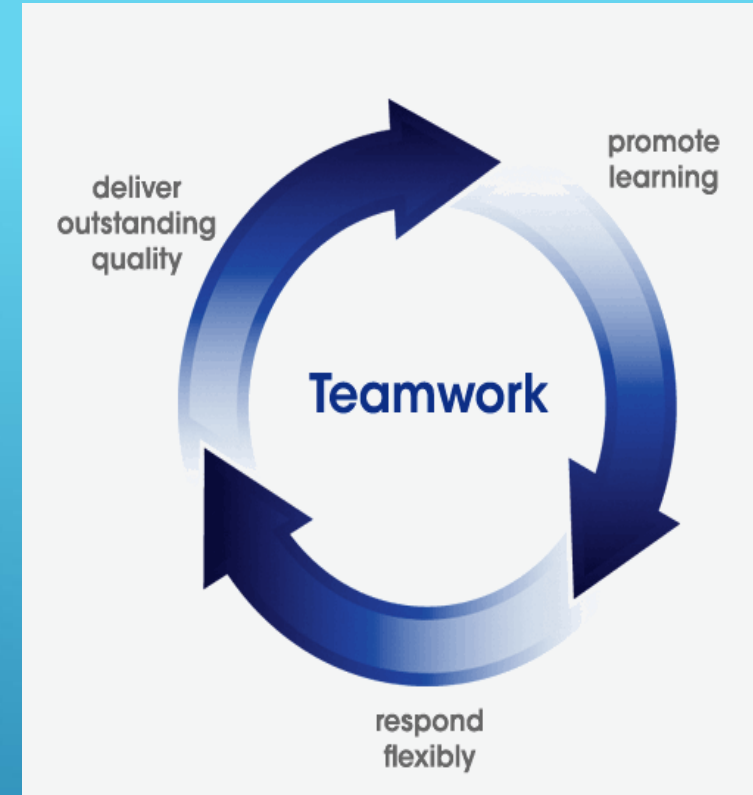 promote
learning
deliver
outstanding
quality
Teamwork
respond
flexibly